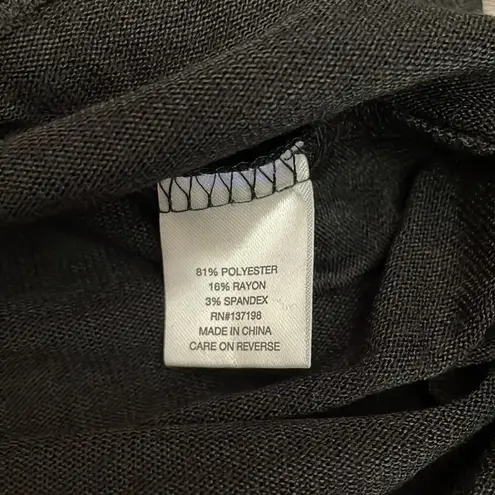 81% POLYESTER
16% RAYON
3% SPANDEX
RN#137198
MADE IN CHINA
CARE ON REVERSE